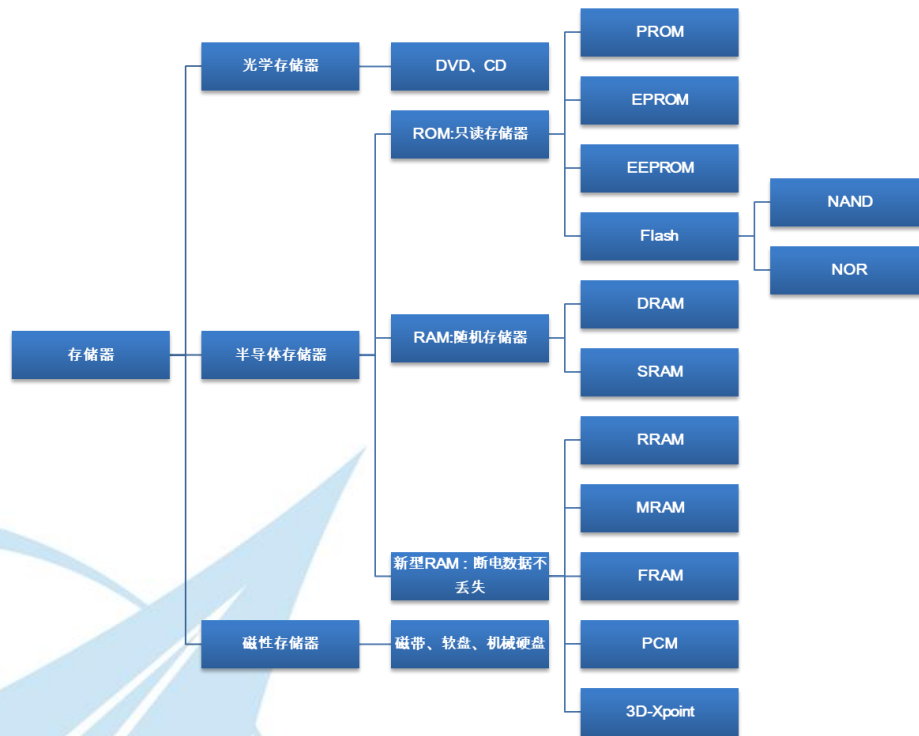 PROM
光学存储器
DVD、CD
EPROM
ROM:只读存储器
EEPROM
NAND
Flash
NOR
DRAM
RAM:随机存储器
存储器
半导体存储器
SRAM
RRAM
MRAM
新型RAM：断电数据不
丢失
FRAM
磁性存储器
磁带、软盘、机械硬盘
PCM
3D-Xpoint